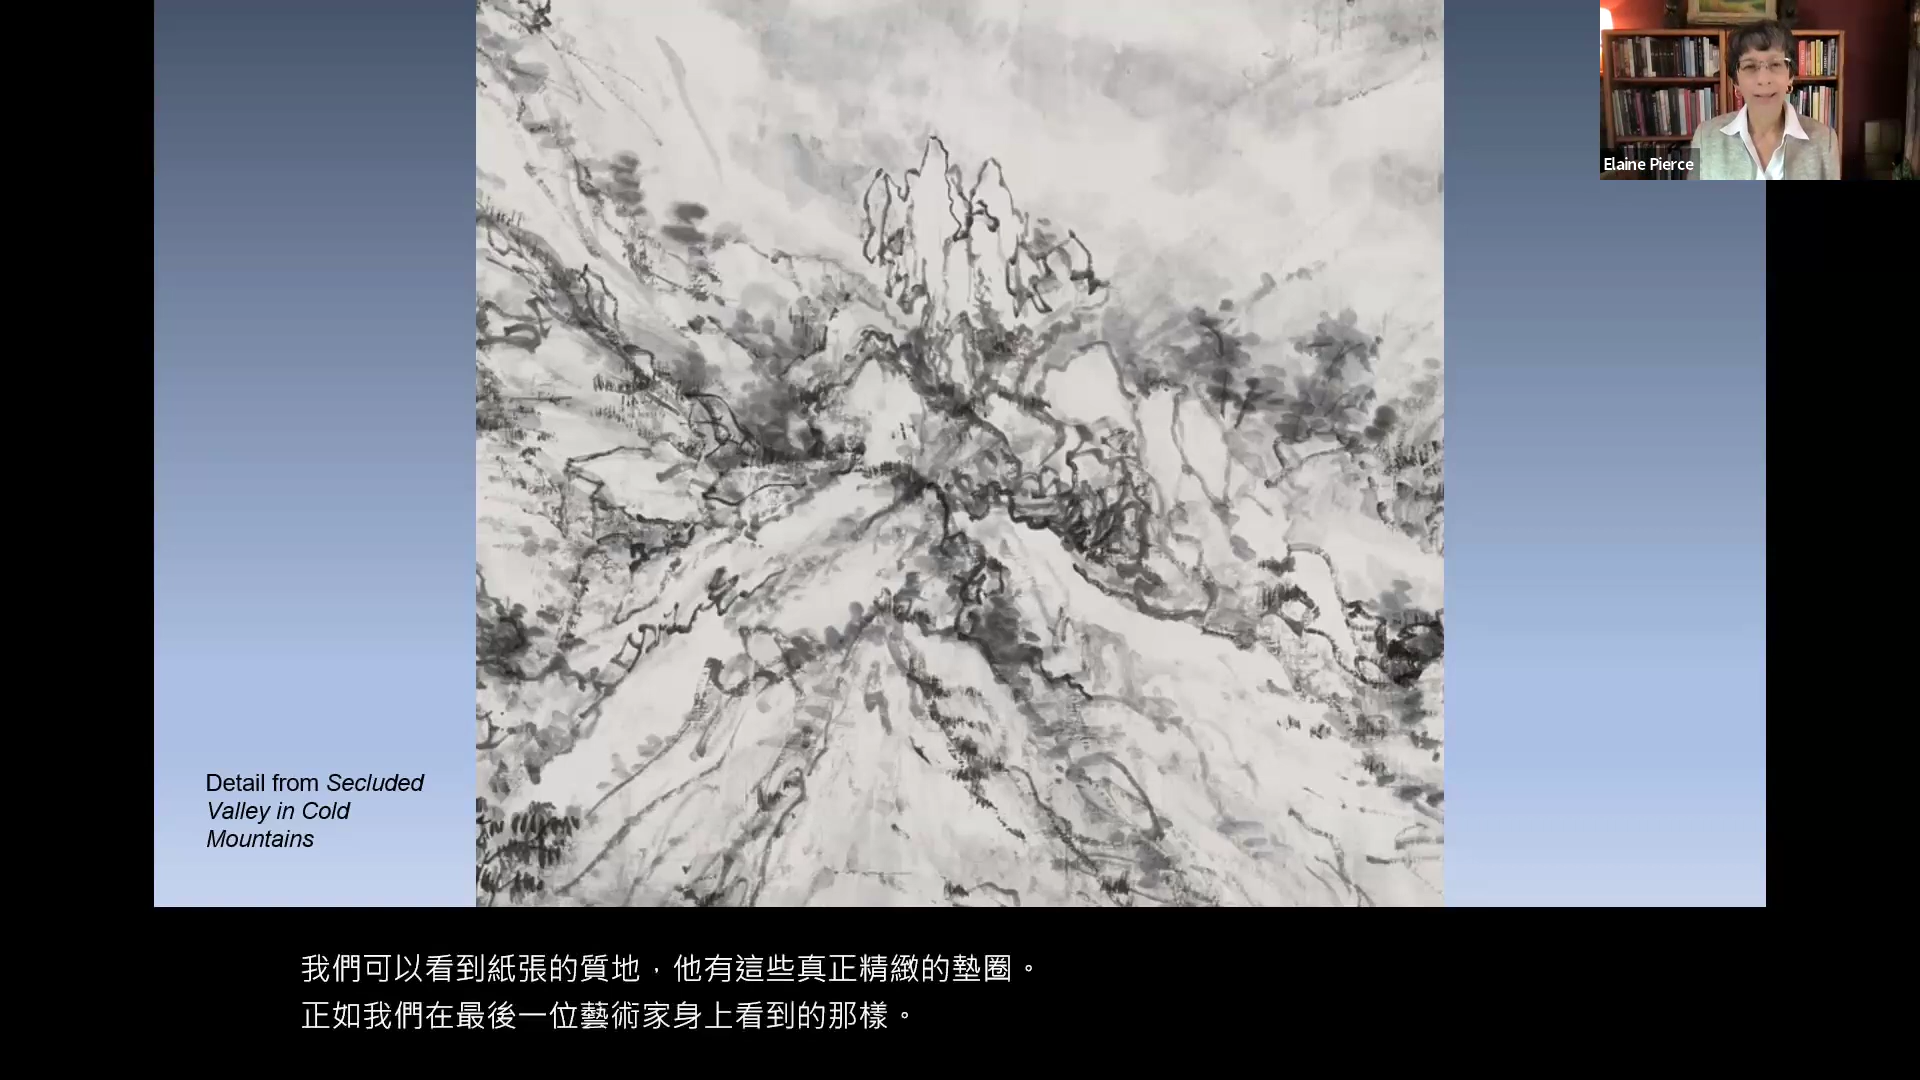 Elaine Pierce
Detail from Secluded
Valley in Cold
Mountains
我們可以看到紙張的質地，他有這些真正精緻的墊圈。
正如我們在最後一位藝術家身上看到的那樣。